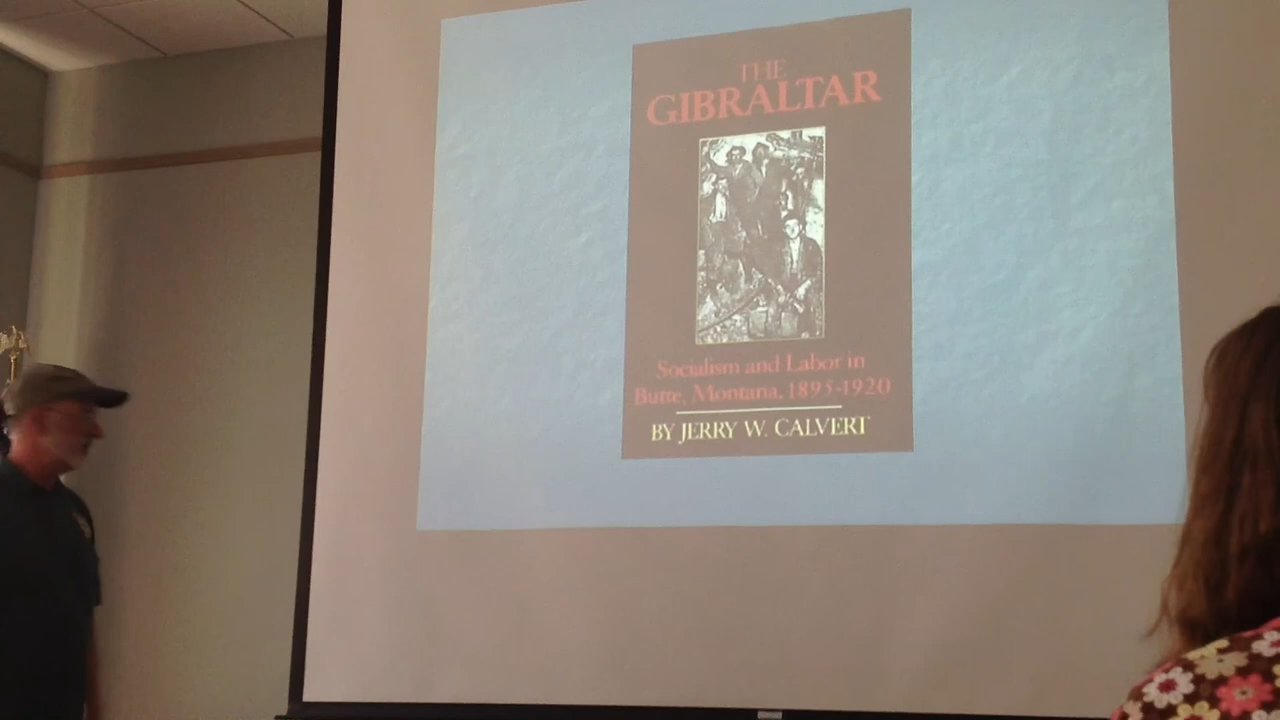 THE
GIBRALTAR
Socialism and Labor in
Butte, Montana, 1895-1920
BY JERRY W. CALVERT